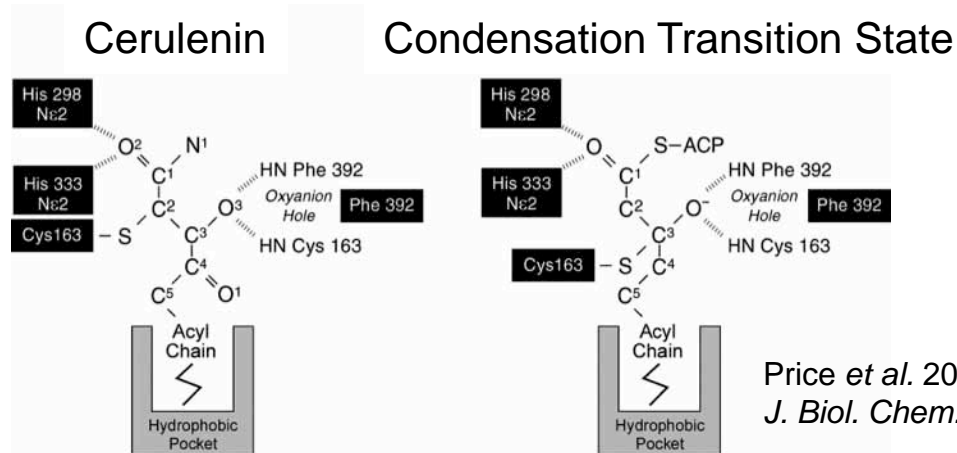 Cerulenin
Condensation Transition State
His 298
Nε2
O² N¹
C¹
His 333
Nε2
HN Phe 392
C² O³ Oxyanion
Hole
Phe 392
Cys163 – S
C³ HN Cys 163
C⁴
C⁵ O¹
Acyl
Chain
Hydrophobic
Pocket
His 298
Nε2
O S–ACP
C¹
His 333
Nε2
HN Phe 392
C² O⁻ Oxyanion
Hole
Phe 392
C³
Cys163 – S HN Cys 163
C⁴
C⁵
Acyl
Chain
Hydrophobic
Pocket
Price et al. 20
J. Biol. Chem.